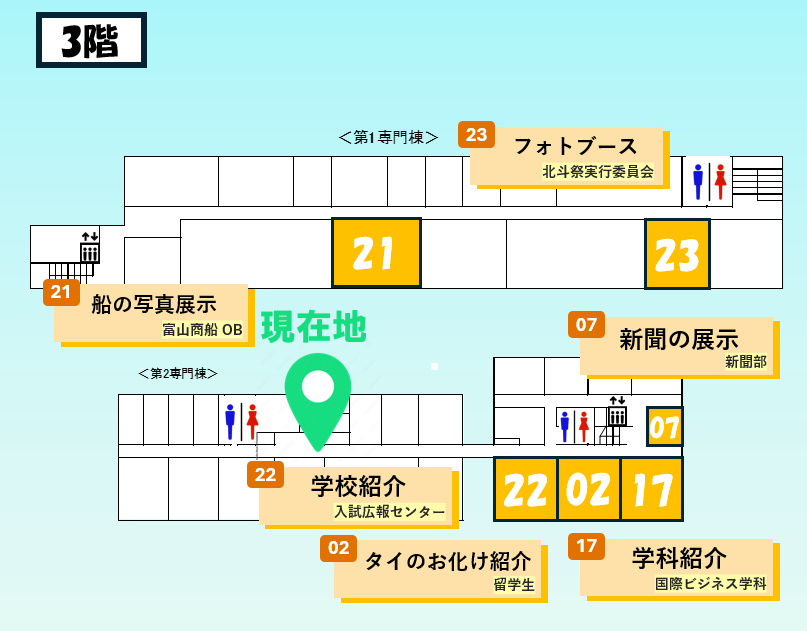 3階
＜第1専門棟＞
23
フォトブース
北斗祭実行委員会
21
23
21
船の写真展示
富山商船 OB
現在地
07
新聞の展示
新聞部
＜第2専門棟＞
07
22
学校紹介
入試広報センター
22
02
17
02
タイのお化け紹介
留学生
17
学科紹介
国際ビジネス学科